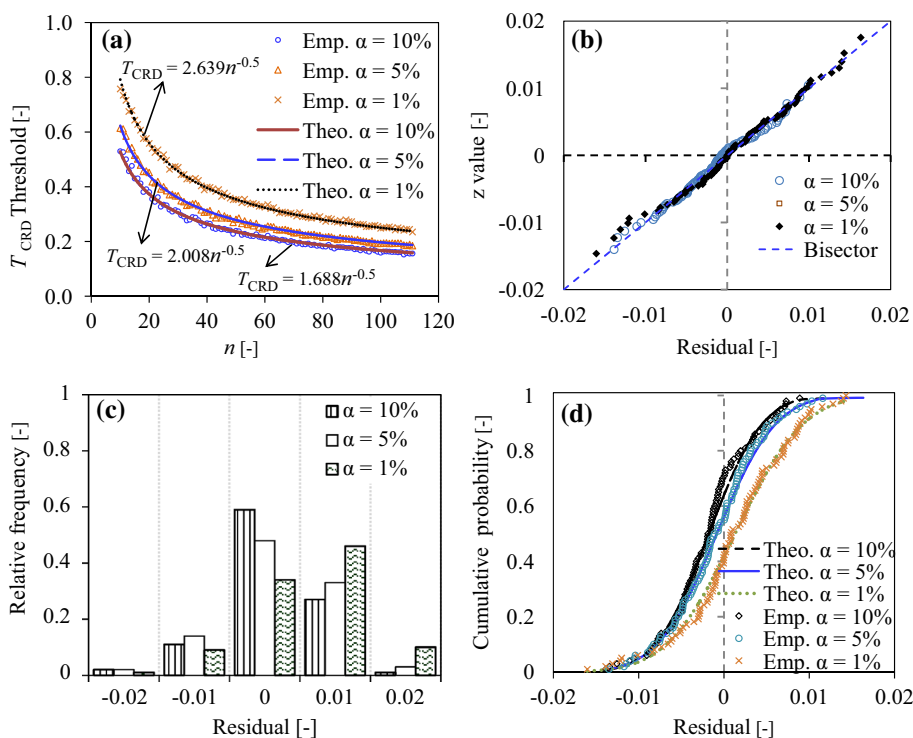 (a)
T_CRD Threshold [-]
1.0
0.8
0.6
0.4
0.2
0.0
0 20 40 60 80 100 120
n [-]
Emp. α = 10%
Emp. α = 5%
Emp. α = 1%
Theo. α = 10%
Theo. α = 5%
Theo. α = 1%
T_CRD = 2.639n^-0.5
T_CRD = 2.008n^-0.5
T_CRD = 1.688n^-0.5
(b)
z value [-]
0.02
0.01
0
-0.01
-0.02
-0.02 -0.01 0 0.01 0.02
Residual [-]
α = 10%
α = 5%
α = 1%
Bisector
(c)
Relative frequency [-]
1
0.8
0.6
0.4
0.2
0
-0.02 -0.01 0 0.01 0.02
Residual [-]
α = 10%
α = 5%
α = 1%
(d)
Cumulative probability [-]
1
0.8
0.6
0.4
0.2
0
-0.02 -0.01 0 0.01 0.02
Residual [-]
Theo. α = 10%
Theo. α = 5%
Theo. α = 1%
Emp. α = 10%
Emp. α = 5%
Emp. α = 1%